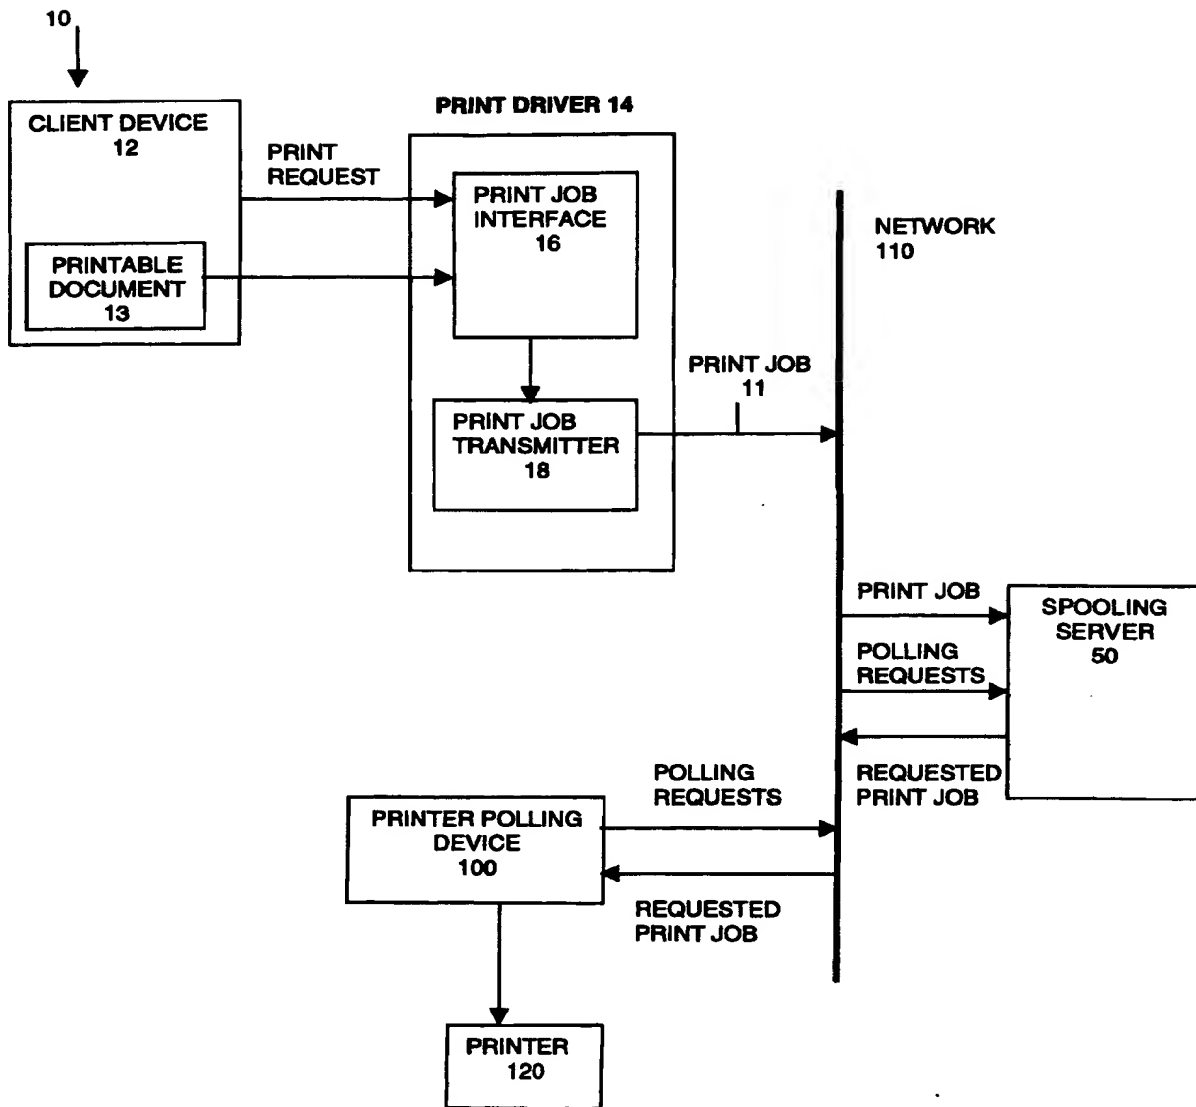 10
CLIENT DEVICE
12
PRINTABLE
DOCUMENT
13
PRINT
REQUEST
PRINT DRIVER 14
PRINT JOB
INTERFACE
16
PRINT JOB
TRANSMITTER
18
PRINT JOB
11
NETWORK
110
PRINT JOB
POLLING
REQUESTS
REQUESTED
PRINT JOB
SPOOLING
SERVER
50
POLLING
REQUESTS
REQUESTED
PRINT JOB
PRINTER POLLING
DEVICE
100
PRINTER
120